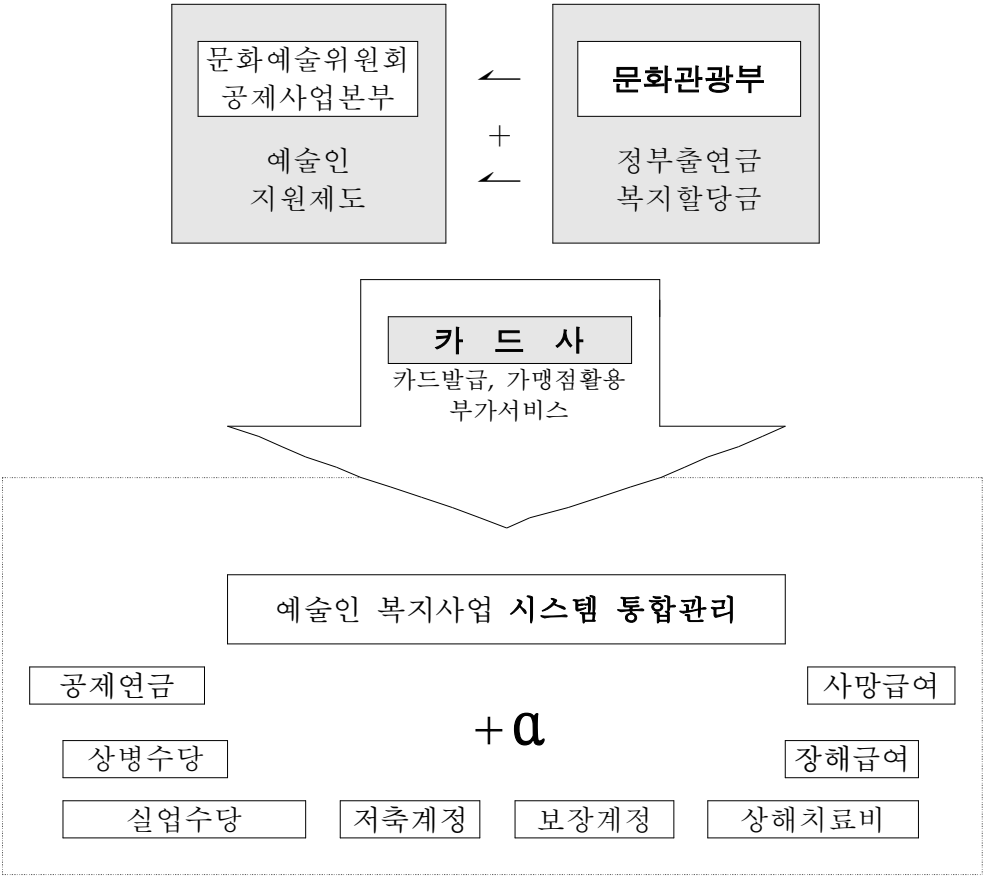 문화예술위원회
공제사업본부
예술인
지원제도
+
문화관광부
정부출연금
복지할당금
카 드 사
카드발급, 가맹점활용
부가서비스
예술인 복지사업 시스템 통합관리
공제연금
사망급여
+α
상병수당
장해급여
실업수당
저축계정
보장계정
상해치료비